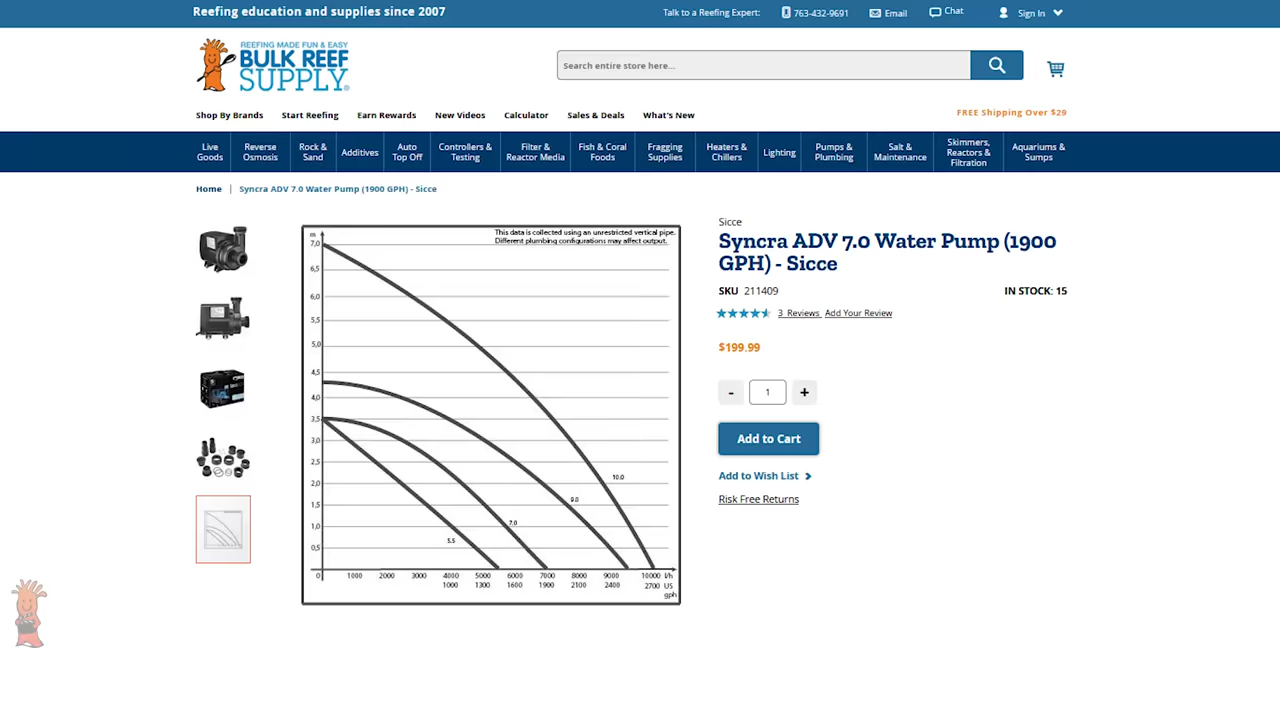 Reefing education and supplies since 2007
Talk to a Reefing Expert: 763-432-9691 Email Chat Sign In
REEFING MADE FUN & EASY
BULK REEF
SUPPLY
Search entire store here...
Shop By Brands Start Reefing Earn Rewards New Videos Calculator Sales & Deals What's New
FREE Shipping Over $29
Live Goods
Reverse Osmosis
Rock & Sand
Additives
Auto Top Off
Controllers & Testing
Filter & Reactor Media
Fish & Coral Foods
Fragging Supplies
Heaters & Chillers
Lighting
Pumps & Plumbing
Salt & Maintenance
Skimmers, Reactors & Filtration
Aquariums & Sumps
Home | Syncra ADV 7.0 Water Pump (1900 GPH) - Sicce
This data is collected using an unrestricted vertical pipe.
Different plumbing configurations may affect output.
m
7,0
6,5
6,0
5,5
5,0
4,5
4,0
3,5
3,0
2,5
2,0
1,5
1,0
0,5
10.0
9.0
7.0
5.5
0 1000 2000 3000 4000 5000 6000 7000 8000 9000 10000 l/h
1000 1300 1600 1900 2100 2400 2700 US
gph
Sicce
Syncra ADV 7.0 Water Pump (1900
GPH) - Sicce
SKU 211409
IN STOCK: 15
3 Reviews Add Your Review
$199.99
- 1 +
Add to Cart
Add to Wish List
Risk Free Returns